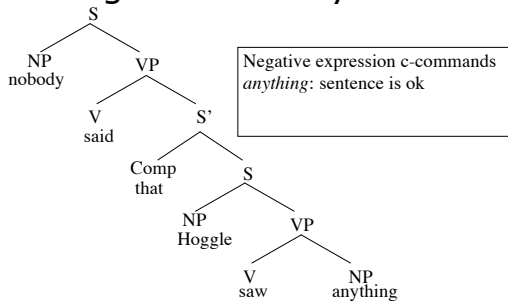 S
NP VP
nobody
Negative expression c-commands
anything: sentence is ok
V S'
said
Comp S
that
NP VP
Hoggle
V NP
saw anything